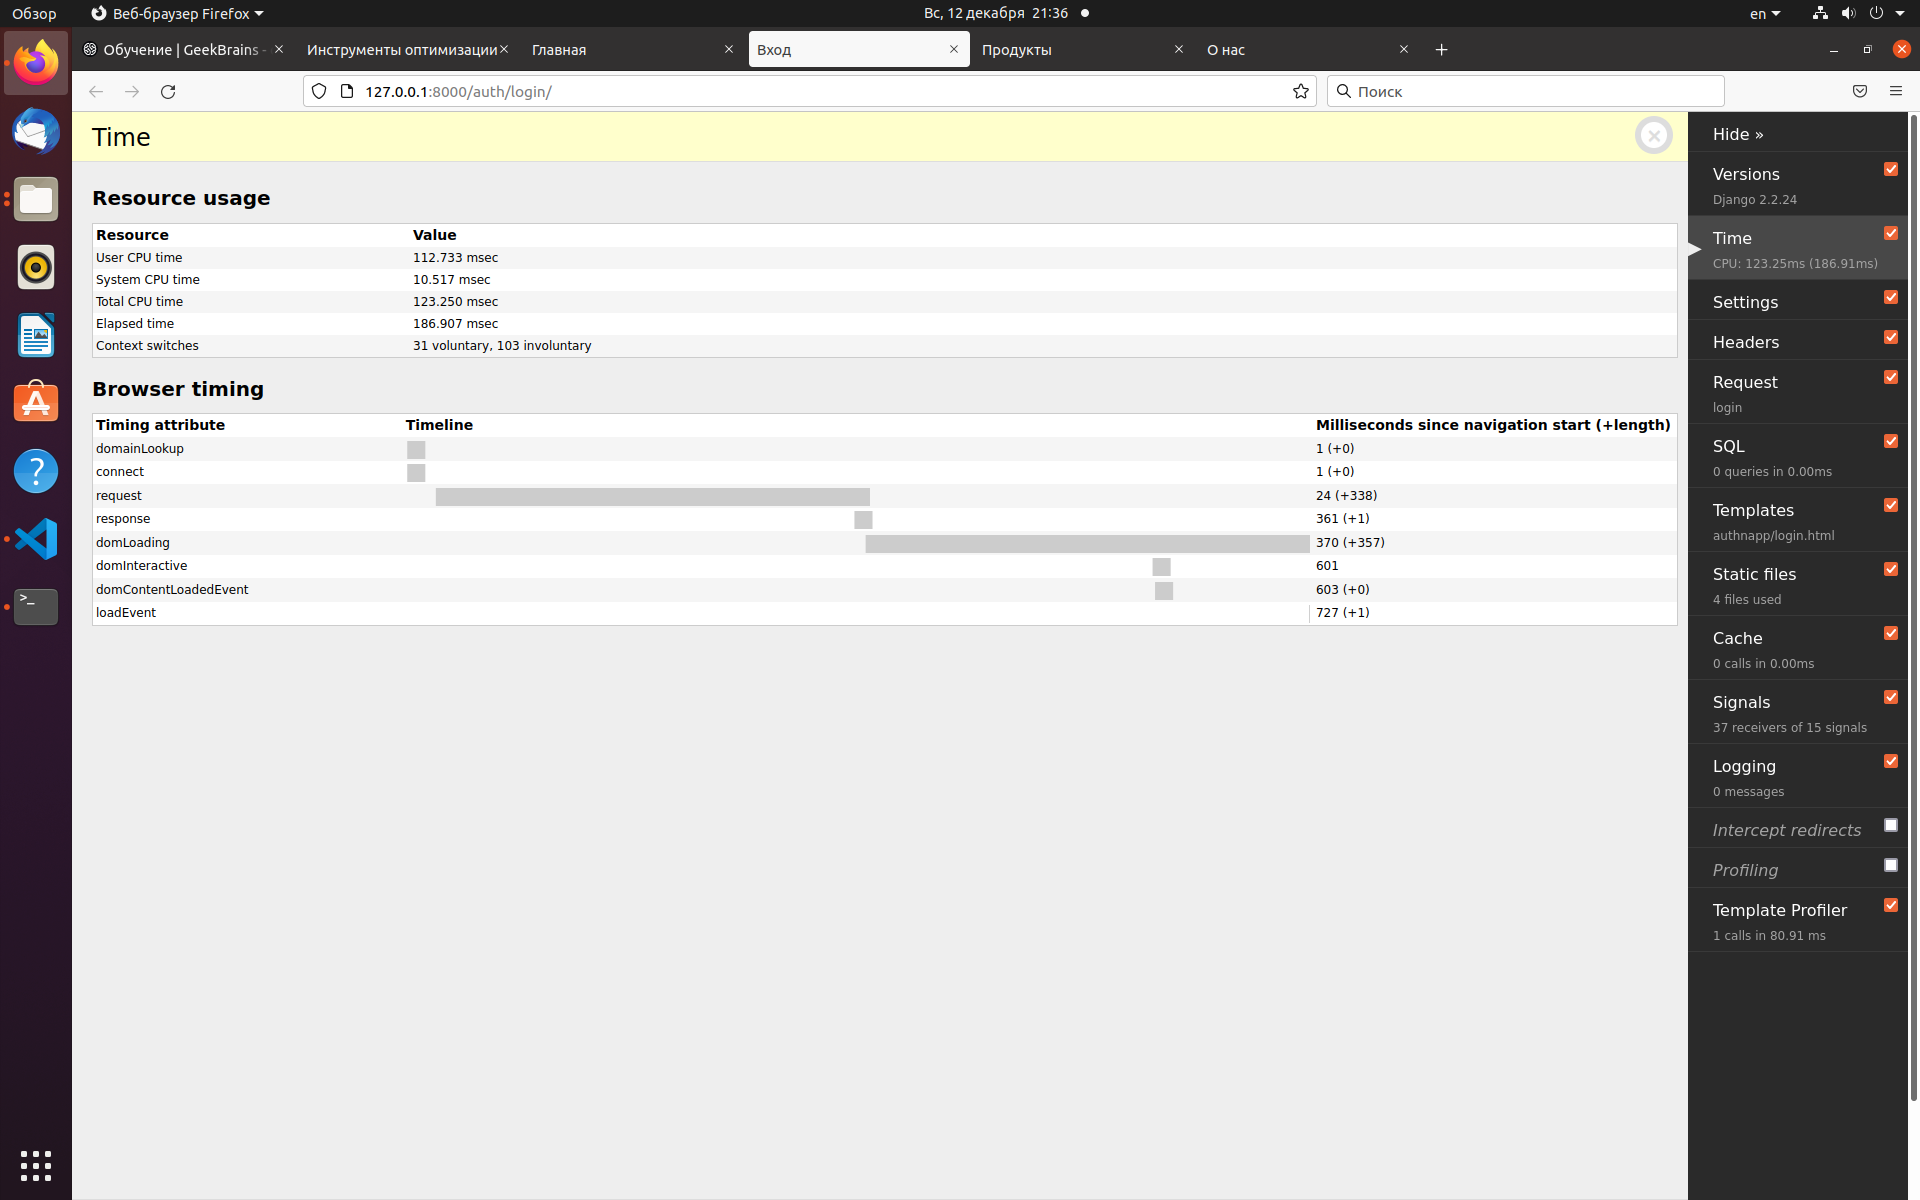 Обзор
Веб-браузер Firefox
Вс, 12 декабря 21:36
en
Обучение | GeekBrains -
Инструменты оптимизации
Главная
Вход
Продукты
О нас
127.0.0.1:8000/auth/login/
Поиск
Time
Resource usage
Resource Value
User CPU time 112.733 msec
System CPU time 10.517 msec
Total CPU time 123.250 msec
Elapsed time 186.907 msec
Context switches 31 voluntary, 103 involuntary
Browser timing
Timing attribute Timeline Milliseconds since navigation start (+length)
domainLookup 1 (+0)
connect 1 (+0)
request 24 (+338)
response 361 (+1)
domLoading 370 (+357)
domInteractive 601
domContentLoadedEvent 603 (+0)
loadEvent 727 (+1)
Hide »
Versions
Django 2.2.24
Time
CPU: 123.25ms (186.91ms)
Settings
Headers
Request
login
SQL
0 queries in 0.00ms
Templates
authnapp/login.html
Static files
4 files used
Cache
0 calls in 0.00ms
Signals
37 receivers of 15 signals
Logging
0 messages
Intercept redirects
Profiling
Template Profiler
1 calls in 80.91 ms